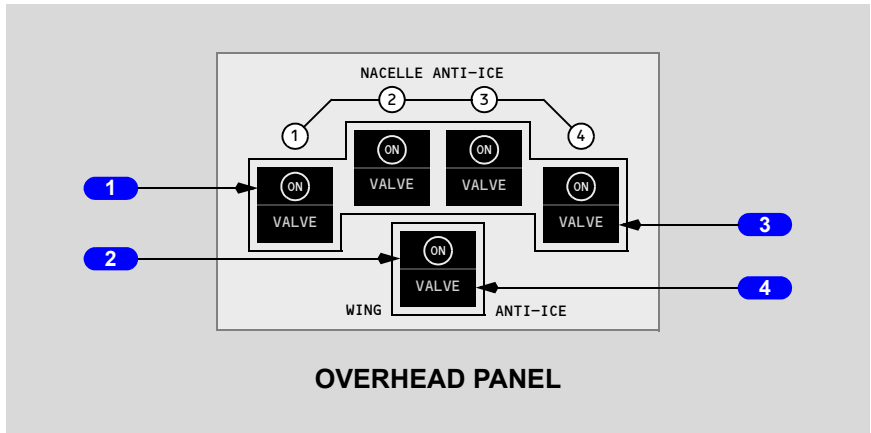 NACELLE ANTI-ICE
2 3
1 4
ON ON
VALVE VALVE
1 ON ON
VALVE VALVE 3
2 ON
VALVE 4
WING ANTI-ICE
OVERHEAD PANEL